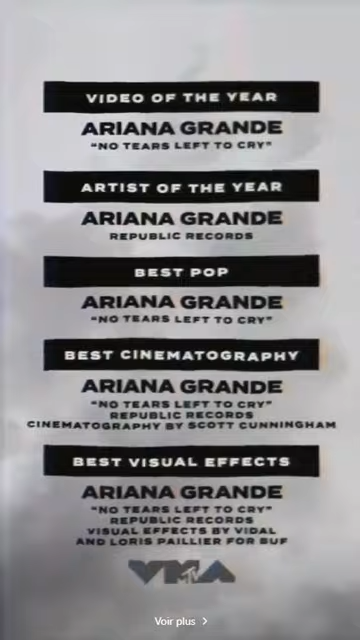 VIDEO OF THE YEAR
ARIANA GRANDE
"NO TEARS LEFT TO CRY"
ARTIST OF THE YEAR
ARIANA GRANDE
REPUBLIC RECORDS
BEST POP
ARIANA GRANDE
"NO TEARS LEFT TO CRY"
BEST CINEMATOGRAPHY
ARIANA GRANDE
"NO TEARS LEFT TO CRY"
REPUBLIC RECORDS
CINEMATOGRAPHY BY SCOTT CUNNINGHAM
BEST VISUAL EFFECTS
ARIANA GRANDE
"NO TEARS LEFT TO CRY"
REPUBLIC RECORDS
VISUAL EFFECTS BY VIDAL
AND LORIS PAILLIER FOR BUF
VMA
Voir plus >